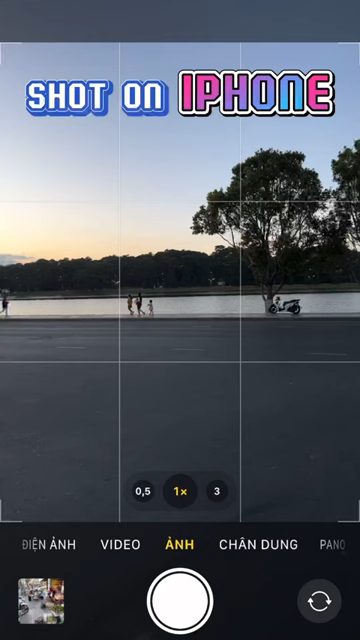 SHOT ON IPHONE
0,5 1× 3
ĐIỆN ẢNH VIDEO ẢNH CHÂN DUNG PANO